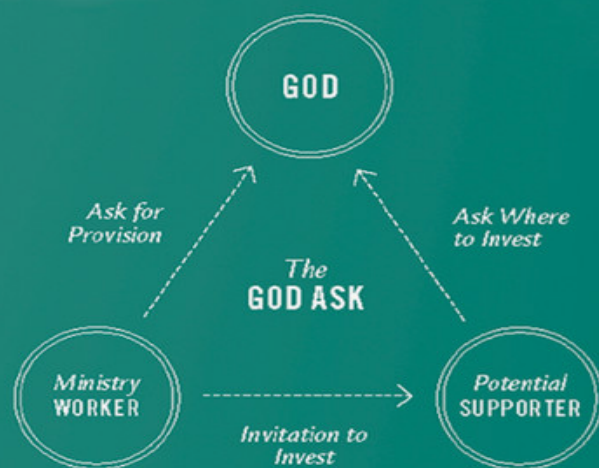 GOD
Ask for
Provision
Ask Where
to Invest
The
GOD ASK
Ministry
WORKER
Potential
SUPPORTER
Invitation to
Invest